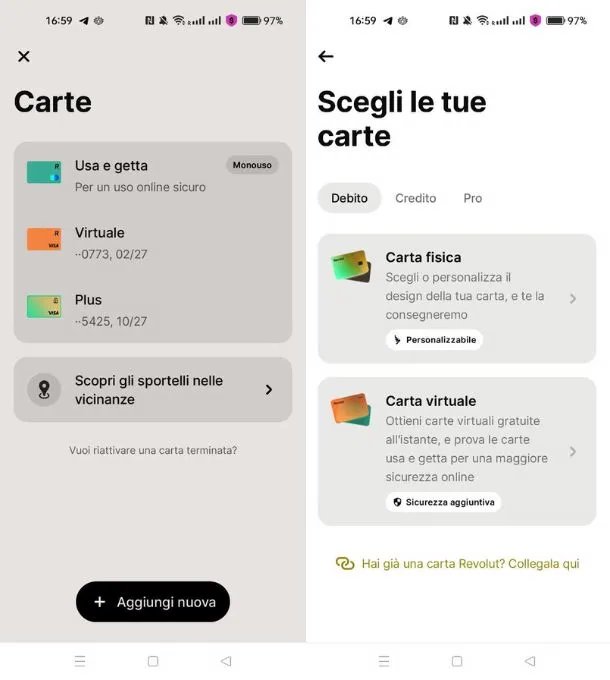 16:59
97%
Carte
Usa e getta
Monouso
Per un uso online sicuro
Virtuale
··0773, 02/27
Plus
··5425, 10/27
Scopri gli sportelli nelle
vicinanze
Vuoi riattivare una carta terminata?
+ Aggiungi nuova
16:59
97%
Scegli le tue
carte
Debito Credito Pro
Carta fisica
Scegli o personalizza il
design della tua carta, e te la
consegneremo
Personalizzabile
Carta virtuale
Ottieni carte virtuali gratuite
all'istante, e prova le carte
usa e getta per una maggiore
sicurezza online
Sicurezza aggiuntiva
Hai già una carta Revolut? Collegala qui